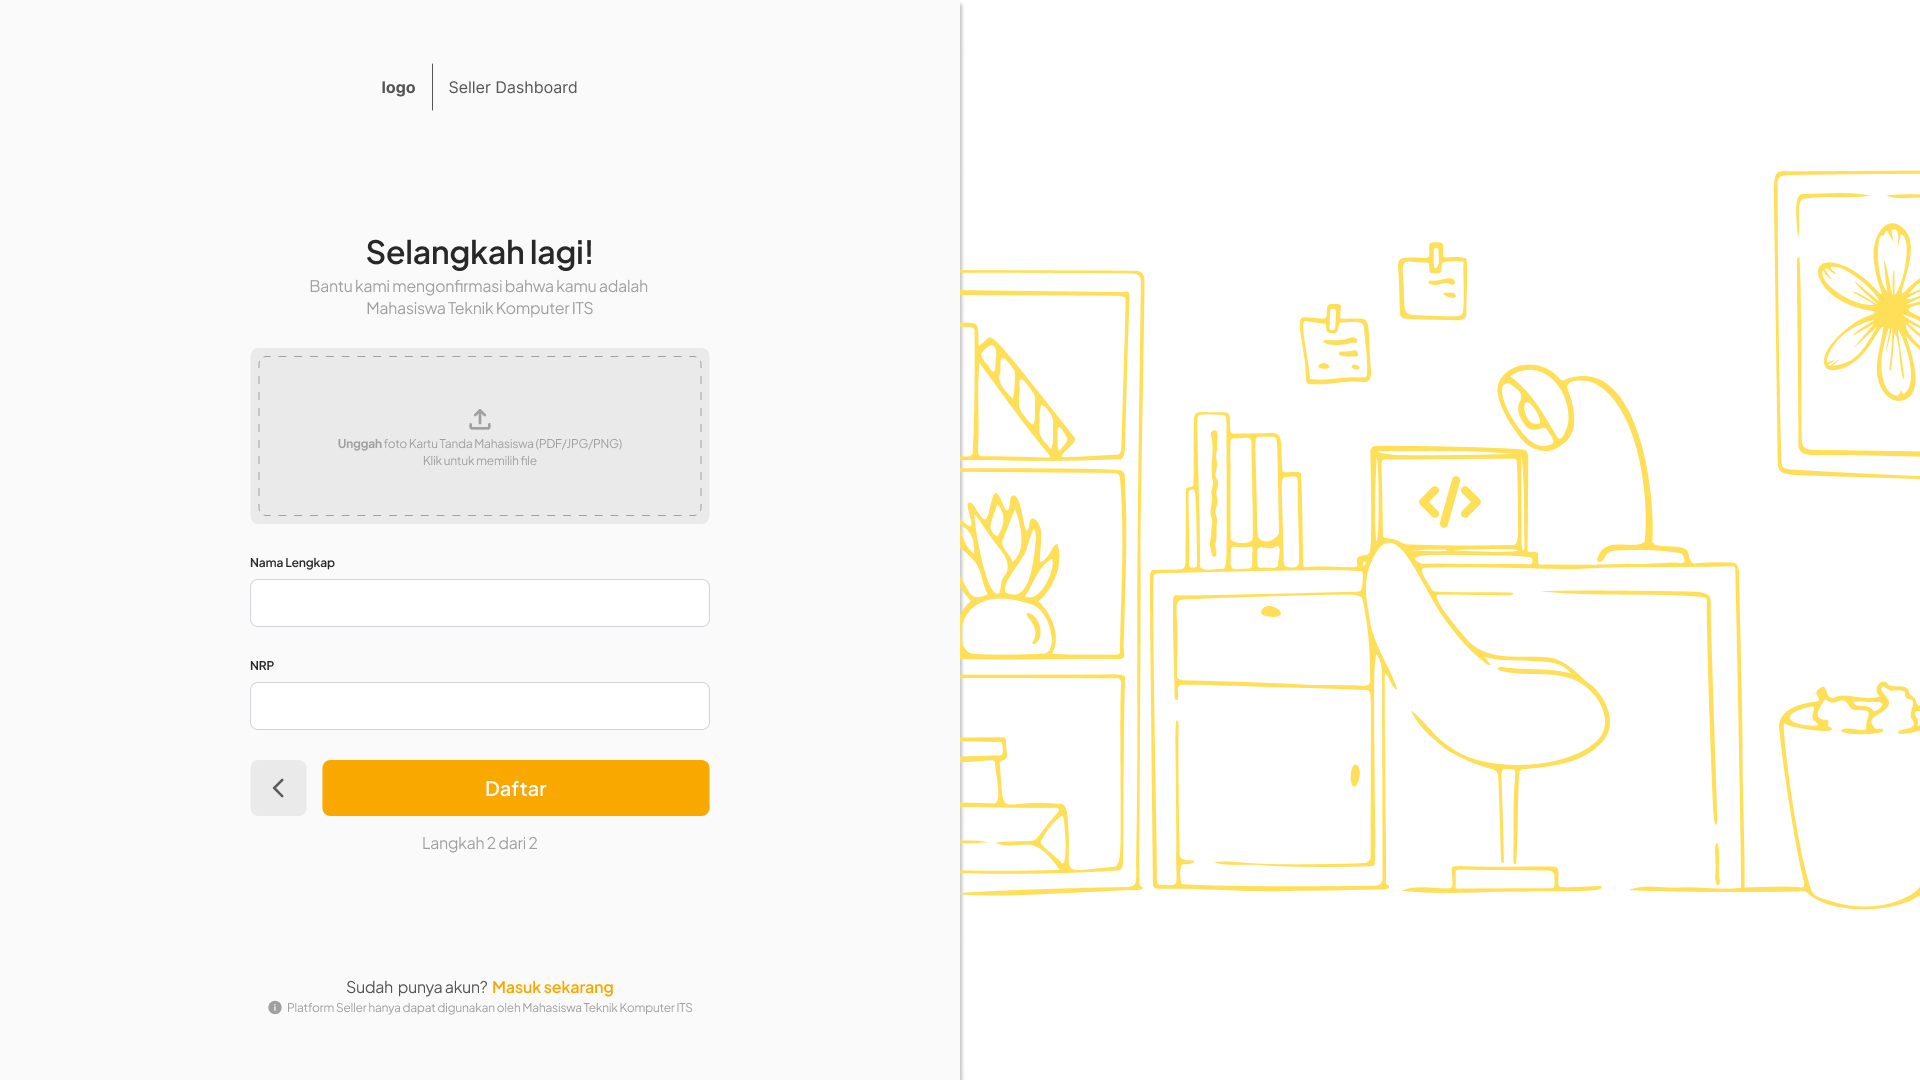 logo
Seller Dashboard
Selangkah lagi!
Bantu kami mengonfirmasi bahwa kamu adalah
Mahasiswa Teknik Komputer ITS
Unggah foto Kartu Tanda Mahasiswa (PDF/JPG/PNG)
Klik untuk memilih file
Nama Lengkap
NRP
Daftar
Langkah 2 dari 2
Sudah punya akun? Masuk sekarang
Platform Seller hanya dapat digunakan oleh Mahasiswa Teknik Komputer ITS